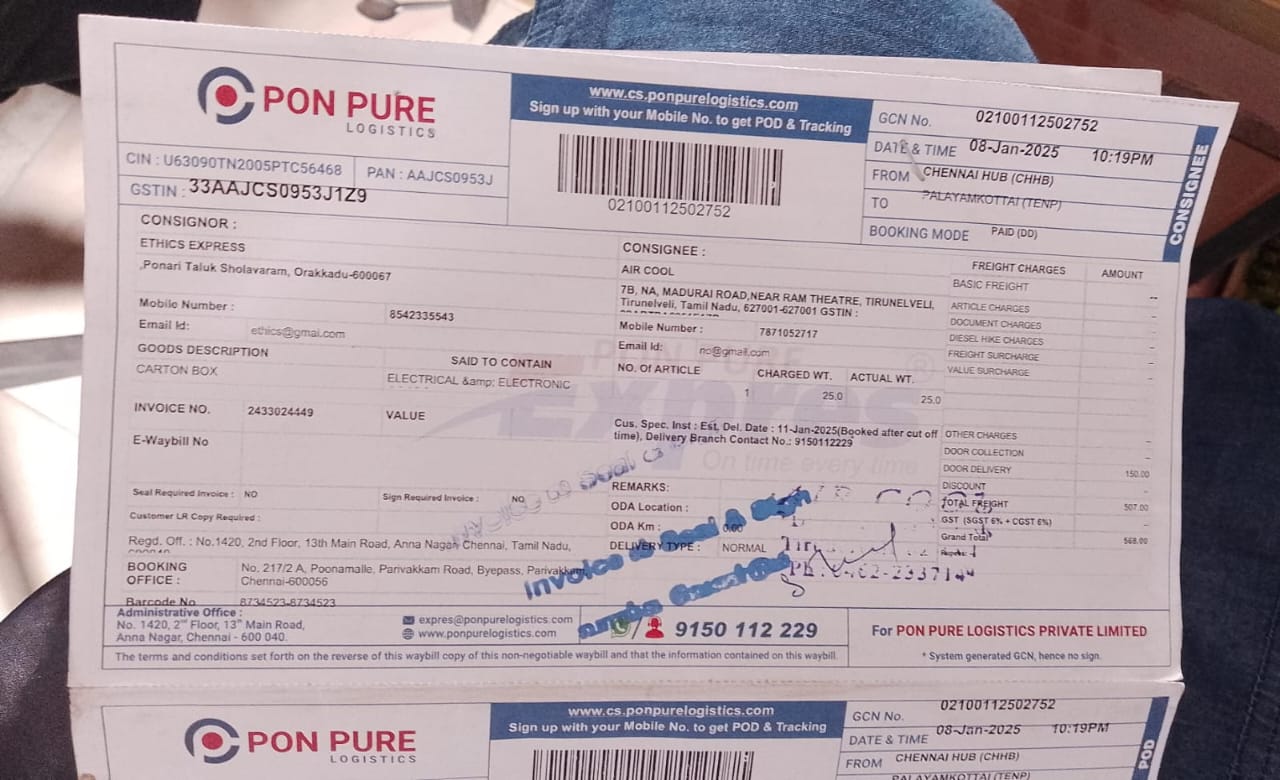 PON PURE
LOGISTICS
CIN : U63090TN2005PTC56468
PAN : AAJCS0953J
GSTIN : 33AAJCS0953J1Z9
www.cs.ponpurelogistics.com
Sign up with your Mobile No. to get POD & Tracking
02100112502752
GCN No. 02100112502752
DATE & TIME 08-Jan-2025 10:19PM
FROM CHENNAI HUB (CHHB)
TO PALAYAMKOTTAI (TENP)
BOOKING MODE PAID (DD)
CONSIGNEE
CONSIGNOR :
ETHICS EXPRESS
,Ponari Taluk Sholavaram, Orakkadu-600067
Mobile Number : 8542335543
Email Id: ethics@gmai.com
GOODS DESCRIPTION SAID TO CONTAIN
CARTON BOX ELECTRICAL &amp; ELECTRONIC
INVOICE NO. 2433024449 VALUE
E-Waybill No
Seal Required Invoice : NO Sign Required Invoice : NO
Customer LR Copy Required :
Regd. Off. : No.1420, 2nd Floor, 13th Main Road, Anna Nagar, Chennai, Tamil Nadu,
BOOKING OFFICE : No. 217/2 A, Poonamalle, Parivakkam Road, Byepass, Parivakkam,
Chennai-600056
Barcode No 8734523-8734523
CONSIGNEE :
AIR COOL
7B, NA, MADURAI ROAD,NEAR RAM THEATRE, TIRUNELVELI,
Tirunelveli, Tamil Nadu, 627001-627001 GSTIN :
Mobile Number : 7871052717
Email Id: no@gmail.com
NO. OF ARTICLE CHARGED WT. ACTUAL WT.
1 25.0 25.0
PON PURE
Expres
On time every time
Cus. Spec. Inst : Est. Del. Date : 11-Jan-2025(Booked after cut off
time), Delivery Branch Contact No.: 9150112229
REMARKS:
ODA Location :
ODA Km : 0.00
DELIVERY TYPE : NORMAL
Invoice to Seal & Sign
FREIGHT CHARGES AMOUNT
BASIC FREIGHT --
ARTICLE CHARGES
DOCUMENT CHARGES
DIESEL HIKE CHARGES
FREIGHT SURCHARGE
VALUE SURCHARGE
OTHER CHARGES
DOOR COLLECTION
DOOR DELIVERY 150.00
DISCOUNT
TOTAL FREIGHT 507.00
GST (SGST 6% + CGST 6%)
Grand Total 568.00
Administrative Office :
No. 1420, 2nd Floor, 13th Main Road,
Anna Nagar, Chennai - 600 040.
expres@ponpurelogistics.com
www.ponpurelogistics.com
9150 112 229
For PON PURE LOGISTICS PRIVATE LIMITED
* System generated GCN, hence no sign.
The terms and conditions set forth on the reverse of this waybill copy of this non-negotiable waybill and that the information contained on this waybill.
PON PURE
LOGISTICS
www.cs.ponpurelogistics.com
Sign up with your Mobile No. to get POD & Tracking
GCN No. 02100112502752
DATE & TIME 08-Jan-2025 10:19PM
FROM CHENNAI HUB (CHHB)
PALAYAMKOTTAI (TENP)
POD